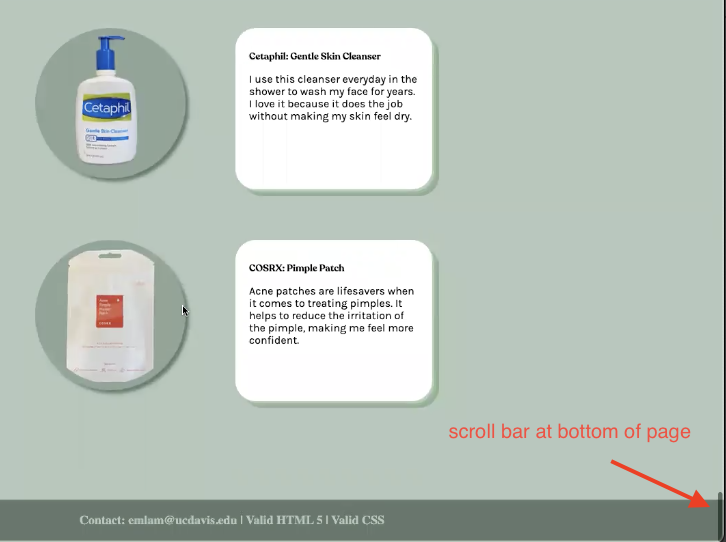 Cetaphil
Gentle Skin Cleanser
Cetaphil: Gentle Skin Cleanser
I use this cleanser everyday in the
shower to wash my face for years.
I love it because it does the job
without making my skin feel dry.
COSRX: Pimple Patch
Acne patches are lifesavers when
it comes to treating pimples. It
helps to reduce the irritation of
the pimple, making me feel more
confident.
scroll bar at bottom of page
Contact: emlam@ucdavis.edu | Valid HTML 5 | Valid CSS